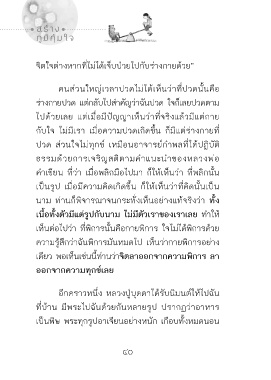 สร้าง
ภูมิคุ้มใจ
จิตใจต่างหากที่ไม่ได้เจ็บป่วยไปกับร่างกายด้วย”
คนส่วนใหญ่เวลาปวดไม่ได้เห็นว่าที่ปวดนั้นคือ
ร่างกายปวด แต่กลับไปสำคัญว่าฉันปวด ใจก็เลยปวดตาม
ไปด้วยเลย แต่เมื่อมีปัญญาเห็นว่าที่จริงแล้วมีแต่กาย
กับใจ ไม่มีเรา เมื่อความปวดเกิดขึ้น ก็มีแต่ร่างกายที่
ปวด ส่วนใจไม่ทุกข์ เหมือนอาจารย์กำพลที่ได้ปฏิบัติ
ธรรมด้วยการเจริญสติตามคำแนะนำของหลวงพ่อ
คำเขียน ที่ว่า เมื่อพลิกมือไปมา ก็ให้เห็นว่า ที่พลิกนั้น
เป็นรูป เมื่อมีความคิดเกิดขึ้น ก็ให้เห็นว่าที่คิดนั้นเป็น
นาม ท่านก็พิจารณาจนกระทั่งเห็นอย่างแท้จริงว่า ทั้ง
เนื้อทั้งตัวมีแต่รูปกับนาม ไม่มีตัวเราของเราเลย ทำให้
เห็นต่อไปว่า ที่พิการนั้นคือกายพิการ ใจไม่ได้พิการด้วย
ความรู้สึกว่าฉันพิการมันหมดไป เห็นว่ากายพิการอย่าง
เดียว พอเห็นเช่นนี้ท่านว่าจิตลาออกจากความพิการ ลา
ออกจากความทุกข์เลย
อีกคราวหนึ่ง หลวงปู่บุดดาได้รับนิมนต์ให้ไปฉัน
ที่บ้าน มีพระไปฉันด้วยกันหลายรูป ปรากฏว่าอาหาร
เป็นพิษ พระทุกรูปอาเจียนอย่างหนัก เกือบทั้งหมดนอน
๔๐